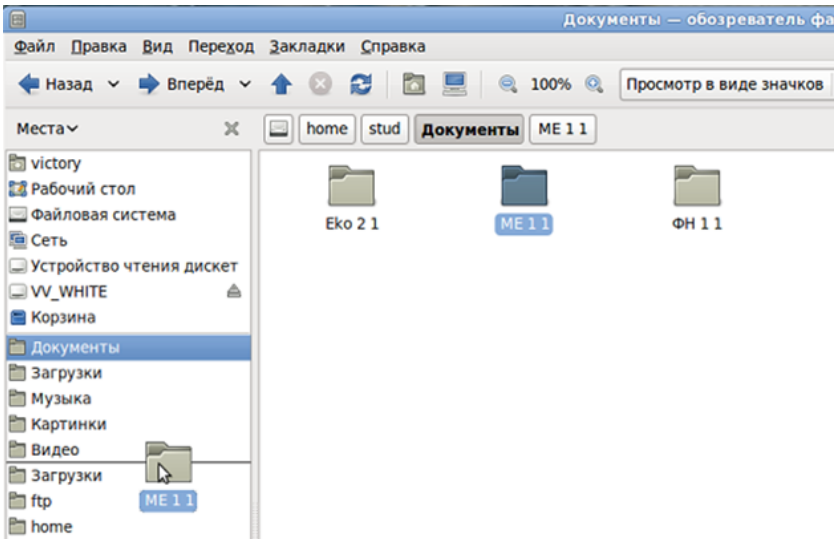 Документы — обозреватель фа
Файл Правка Вид Переход Закладки Справка
Назад Вперёд 100% Просмотр в виде значков
Места home stud Документы МЕ 1 1
victory
Рабочий стол
Файловая система
Сеть
Устройство чтения дискет
VV_WHITE
Корзина
Документы
Загрузки
Музыка
Картинки
Видео
Загрузки
ftp
home
МЕ 1 1
Eko 2 1 МЕ 1 1 ФН 1 1